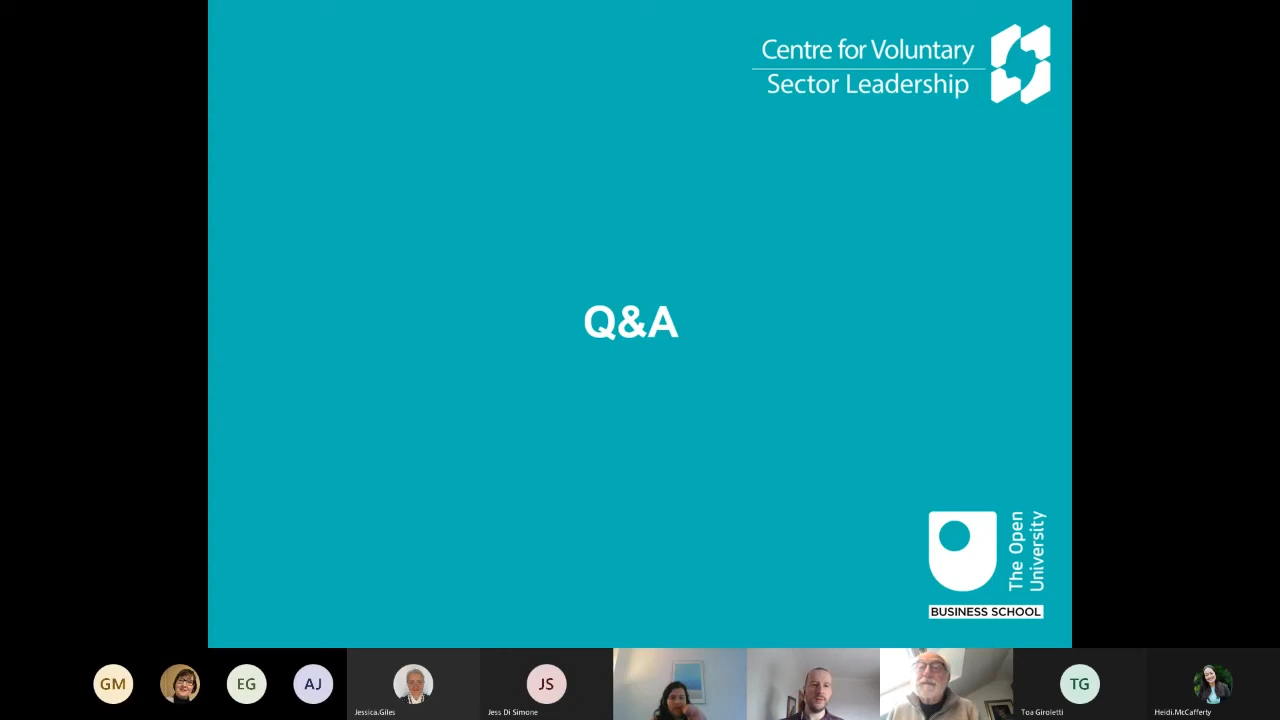 Centre for Voluntary
Sector Leadership
Q&A
The Open
University
BUSINESS SCHOOL
GM
EG
AJ
Jessica.Giles
JS
Jess Di Simone
TG
Toa Giroletti
Heidi.McCafferty